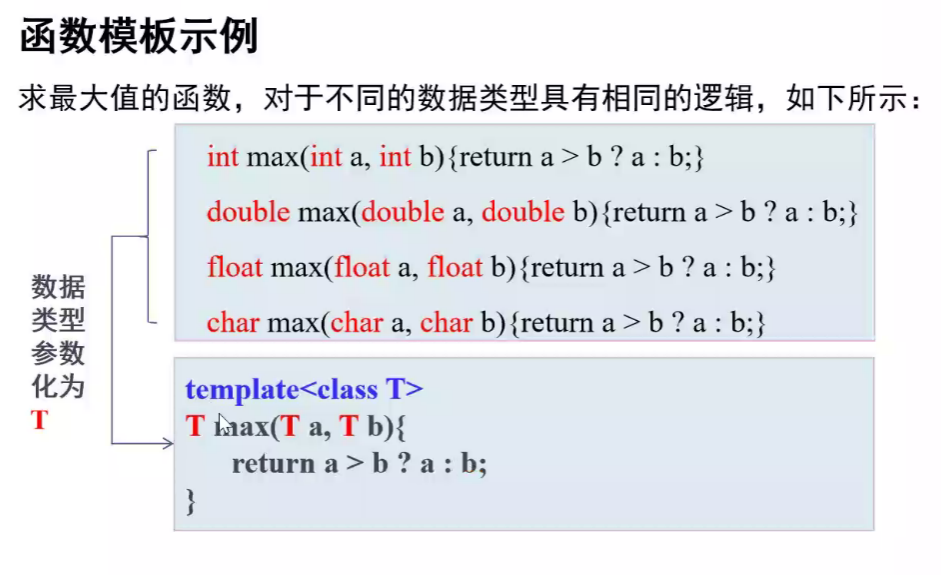 函数模板示例
求最大值的函数，对于不同的数据类型具有相同的逻辑，如下所示：
int max(int a, int b){return a > b ? a : b;}
double max(double a, double b){return a > b ? a : b;}
float max(float a, float b){return a > b ? a : b;}
char max(char a, char b){return a > b ? a : b;}
数据
类型
参数
化为
T
template<class T>
T max(T a, T b){
return a > b ? a : b;
}